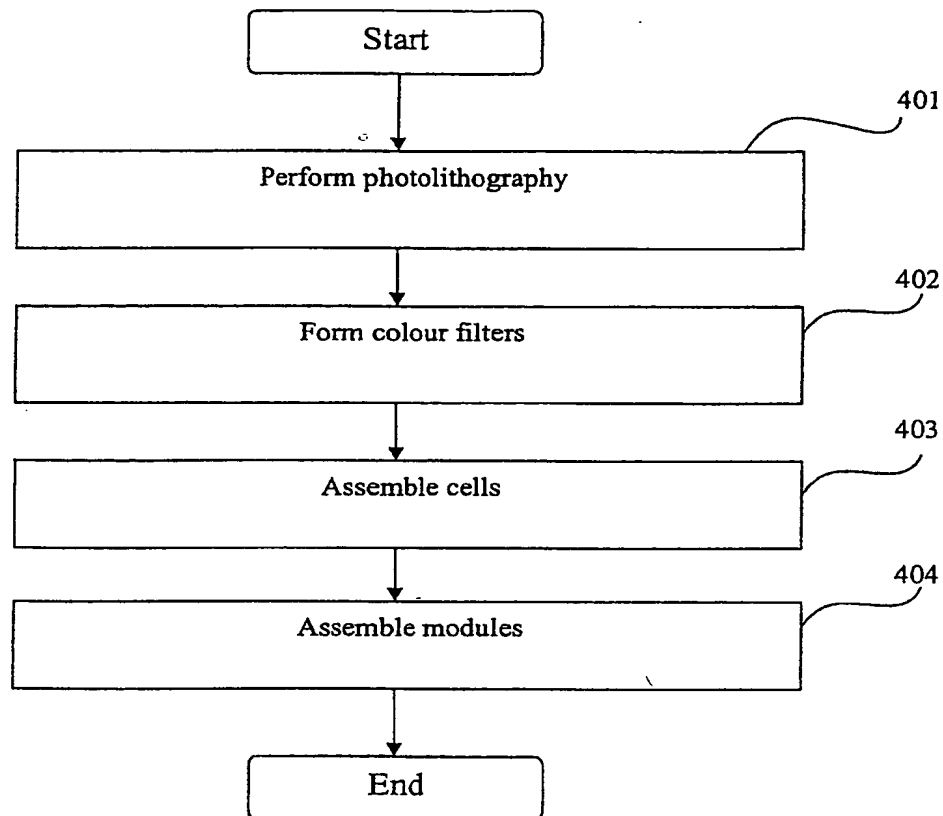 Start
401
Perform photolithography
402
Form colour filters
403
Assemble cells
404
Assemble modules
End